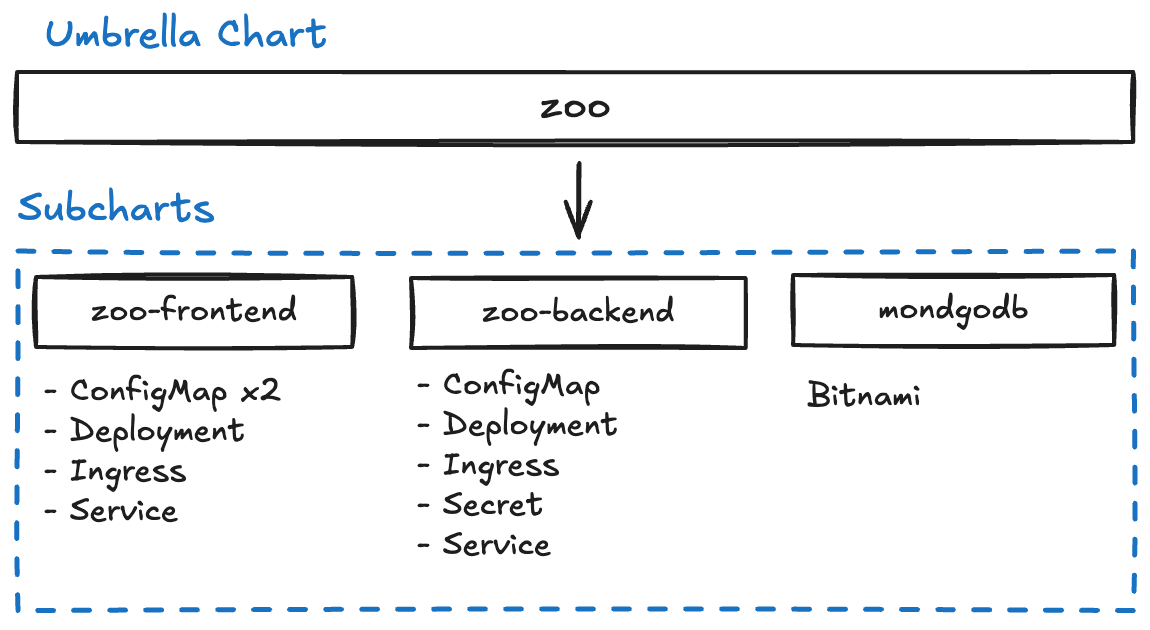 Umbrella Chart
zoo
Subcharts
zoo-frontend
- ConfigMap x2
- Deployment
- Ingress
- Service
zoo-backend
- ConfigMap
- Deployment
- Ingress
- Secret
- Service
mondgodb
Bitnami